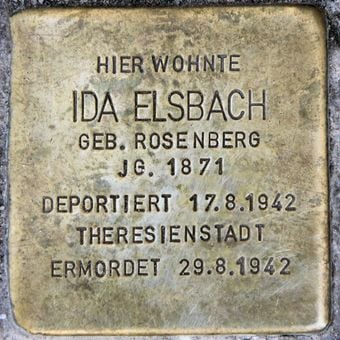 HIER WOHNTE
IDA ELSBACH
GEB. ROSENBERG
JG. 1871
DEPORTIERT 17.8.1942
THERESIENSTADT
ERMORDET 29.8.1942